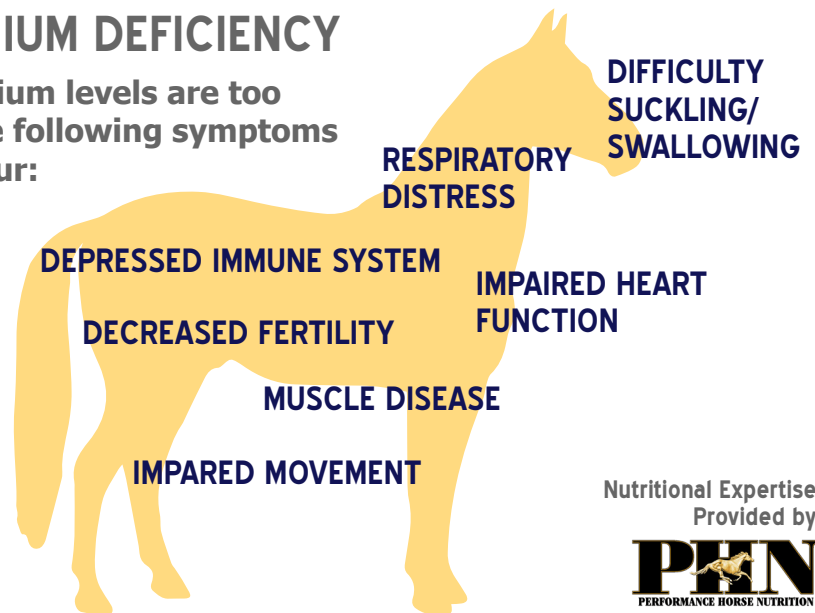 IUM DEFICIENCY
ium levels are too
e following symptoms
ur:
DIFFICULTY
SUCKLING/
SWALLOWING
RESPIRATORY
DISTRESS
DEPRESSED IMMUNE SYSTEM
IMPAIRED HEART
FUNCTION
DECREASED FERTILITY
MUSCLE DISEASE
IMPARED MOVEMENT
Nutritional Expertise
Provided by
PHN
PERFORMANCE HORSE NUTRITION